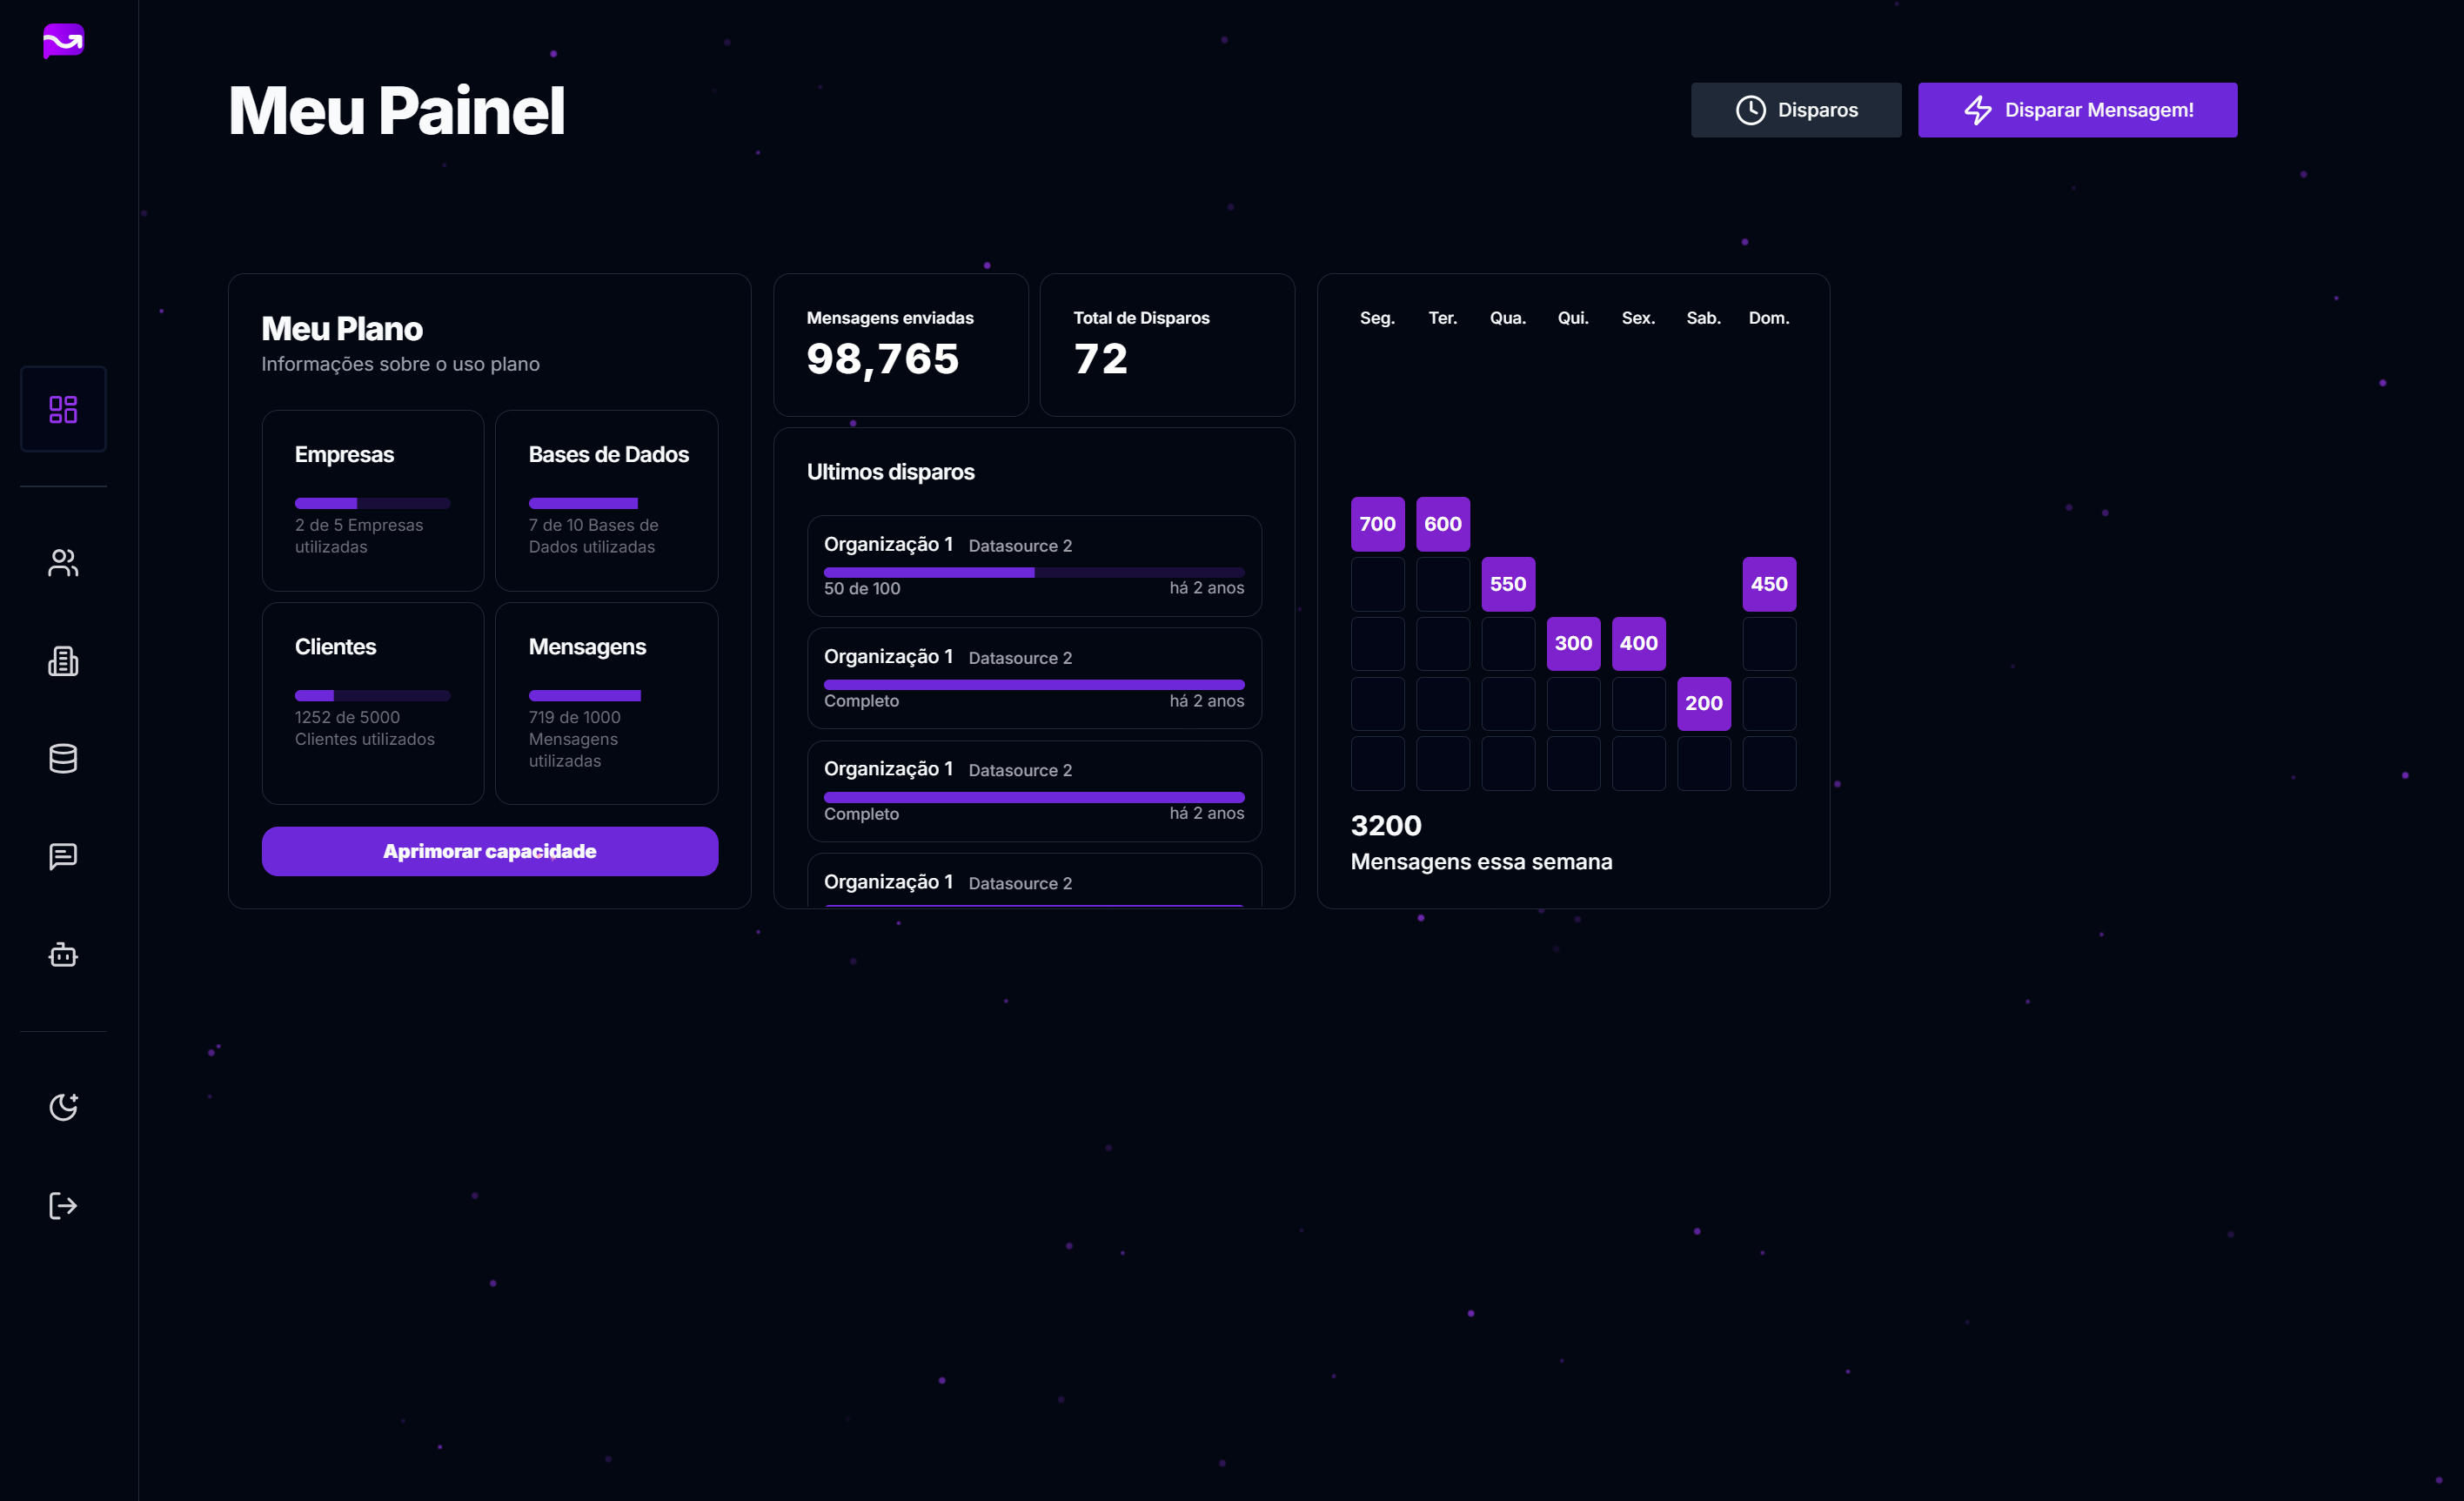 Meu Painel
Disparos
Disparar Mensagem!
Meu Plano
Informações sobre o uso plano
Empresas
2 de 5 Empresas
utilizadas
Bases de Dados
7 de 10 Bases de
Dados utilizadas
Clientes
1252 de 5000
Clientes utilizados
Mensagens
719 de 1000
Mensagens
utilizadas
Aprimorar capacidade
Mensagens enviadas
98,765
Total de Disparos
72
Ultimos disparos
Organização 1 Datasource 2
50 de 100 há 2 anos
Organização 1 Datasource 2
Completo há 2 anos
Organização 1 Datasource 2
Completo há 2 anos
Organização 1 Datasource 2
Seg. Ter. Qua. Qui. Sex. Sab. Dom.
700 600
550 450
300 400
200
3200
Mensagens essa semana